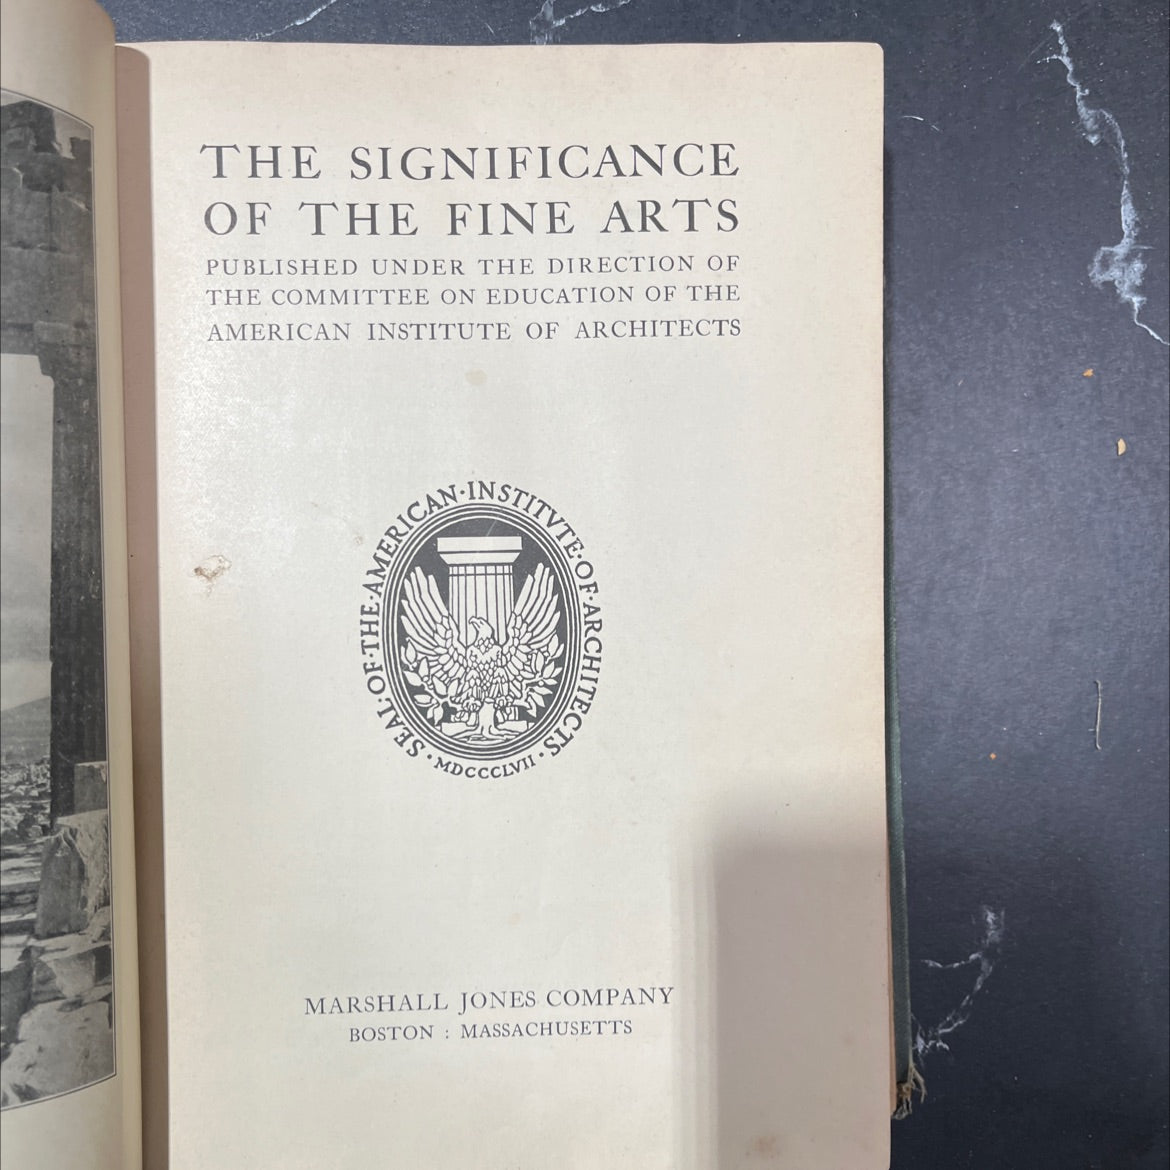 THE SIGNIFICANCE
OF THE FINE ARTS
PUBLISHED UNDER THE DIRECTION OF
THE COMMITTEE ON EDUCATION OF THE
AMERICAN INSTITUTE OF ARCHITECTS
SEAL·OF·THE·AMERICAN·INSTITVTE·OF·ARCHITECTS·
MDCCCLVII
MARSHALL JONES COMPANY
BOSTON : MASSACHUSETTS